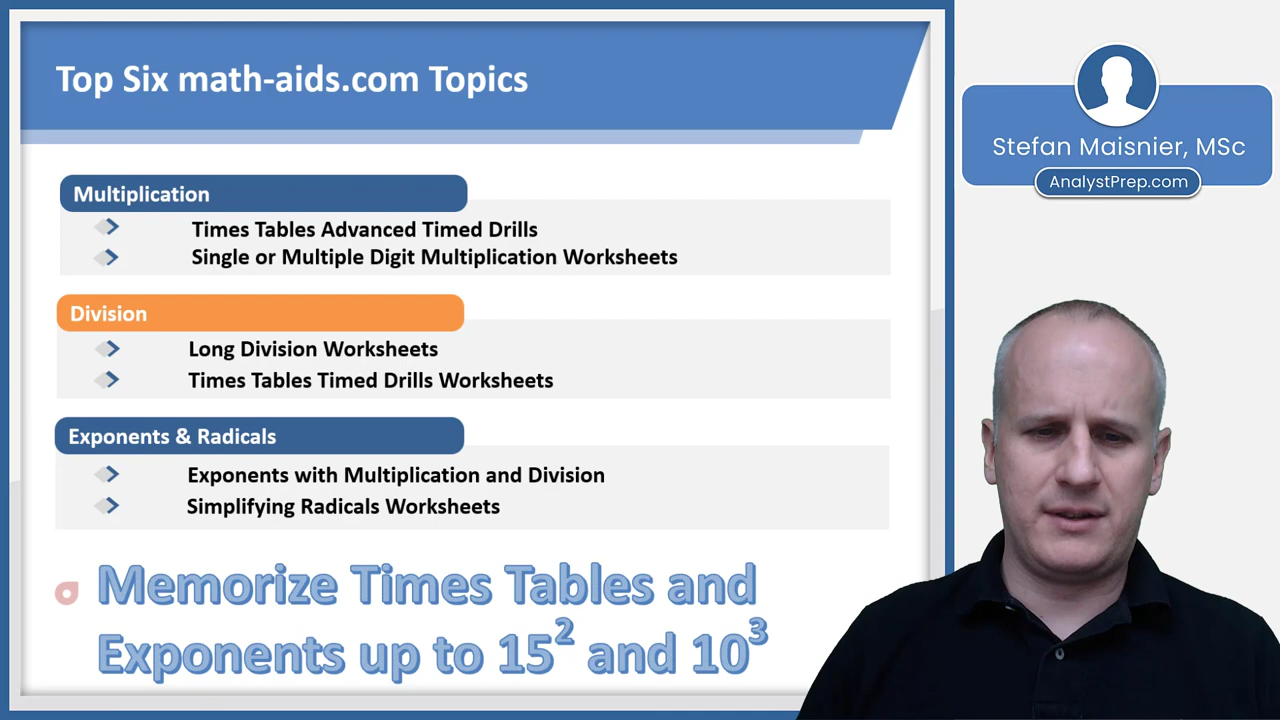 Top Six math-aids.com Topics
Stefan Maisnier, MSc
AnalystPrep.com
Multiplication
Times Tables Advanced Timed Drills
Single or Multiple Digit Multiplication Worksheets
Division
Long Division Worksheets
Times Tables Timed Drills Worksheets
Exponents & Radicals
Exponents with Multiplication and Division
Simplifying Radicals Worksheets
Memorize Times Tables and
Exponents up to 15² and 10³